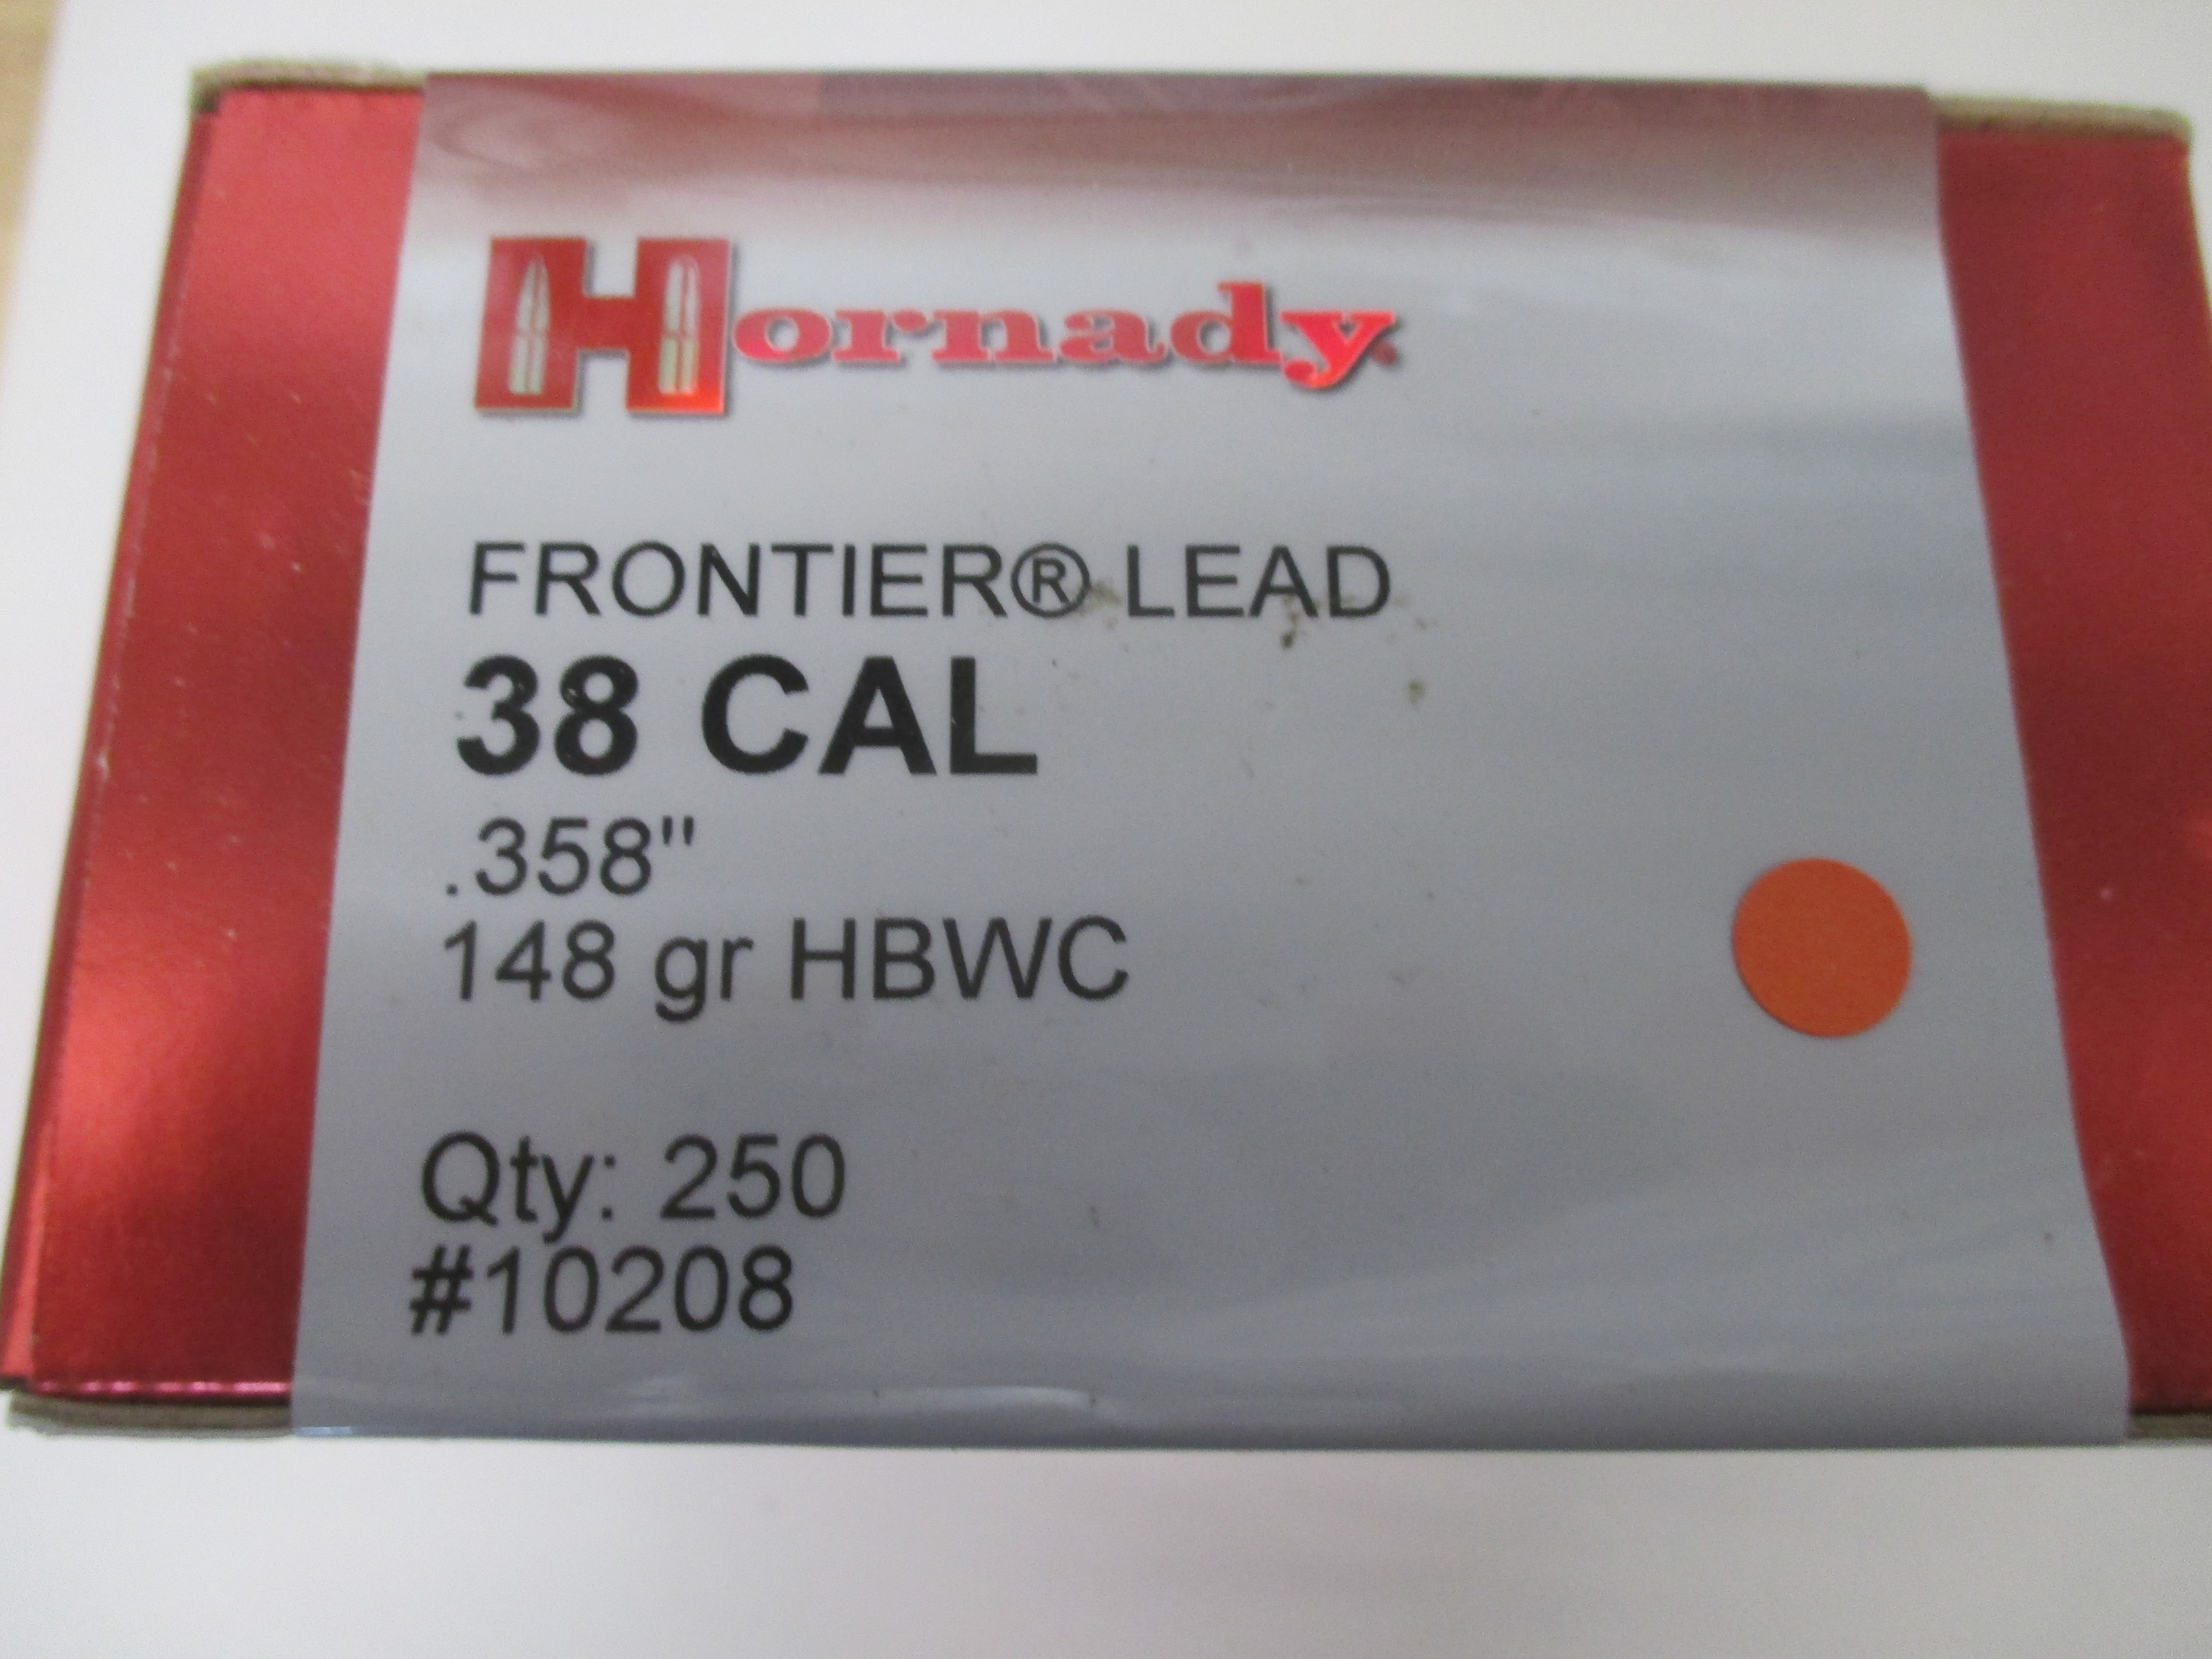 Hornady
FRONTIER® LEAD
38 CAL
.358"
148 gr HBWC
Qty: 250
#10208